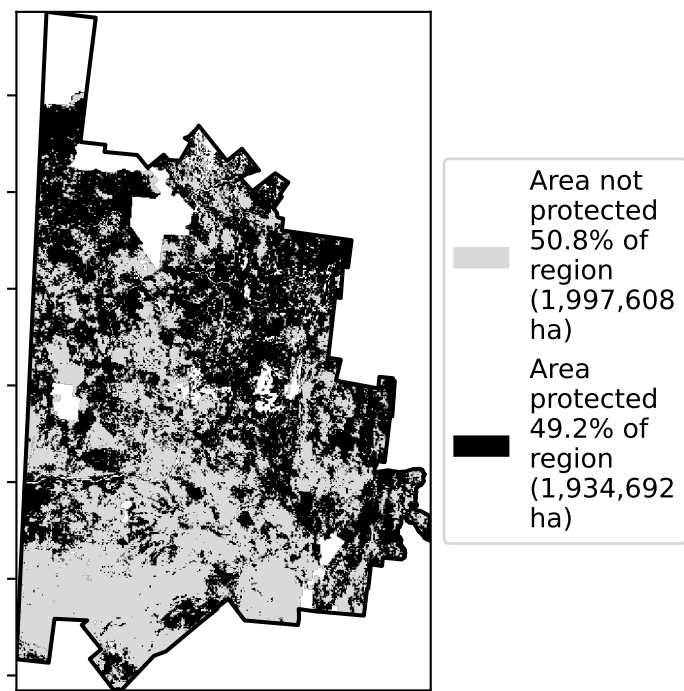 Area not
protected
50.8% of
region
(1,997,608
ha)
Area
protected
49.2% of
region
(1,934,692
ha)